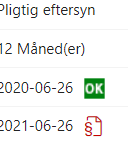 Pligtig eftersyn
12 Måned(er)
2020-06-26 OK
2021-06-26 §